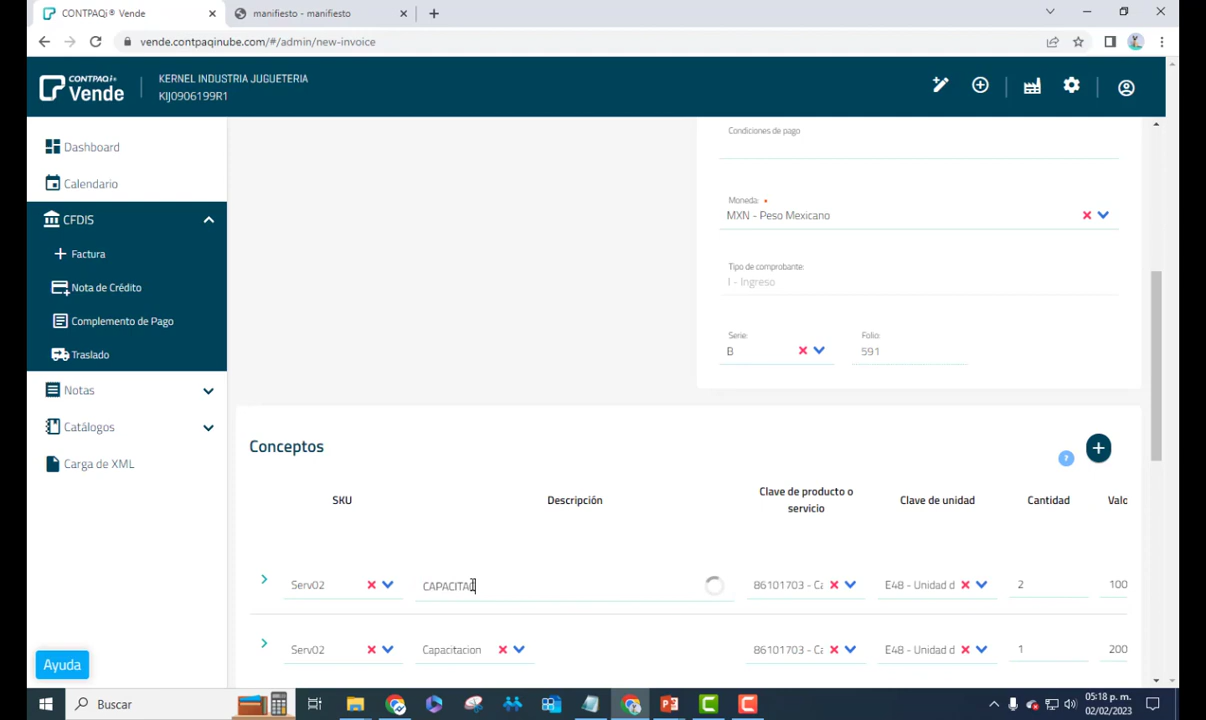 CONTPAQi® Vende
manifiesto - manifiesto
vende.contpaqinube.com/#/admin/new-invoice
CONTPAQi
Vende
KERNEL INDUSTRIA JUGUETERIA
KIJ0906199R1
Dashboard
Calendario
CFDIS
Factura
Nota de Crédito
Complemento de Pago
Traslado
Notas
Catálogos
Carga de XML
Ayuda
Condiciones de pago
Moneda:
MXN - Peso Mexicano
Tipo de comprobante:
I - Ingreso
Serie: Folio:
B 591
Conceptos
?
SKU Descripción Clave de producto o servicio Clave de unidad Cantidad Valo
Serv02 CAPACITAC 86101703 - Ca E48 - Unidad d 2 100
Serv02 Capacitacion 86101703 - Ca E48 - Unidad d 1 200
Buscar
05:18 p. m.
02/02/2023